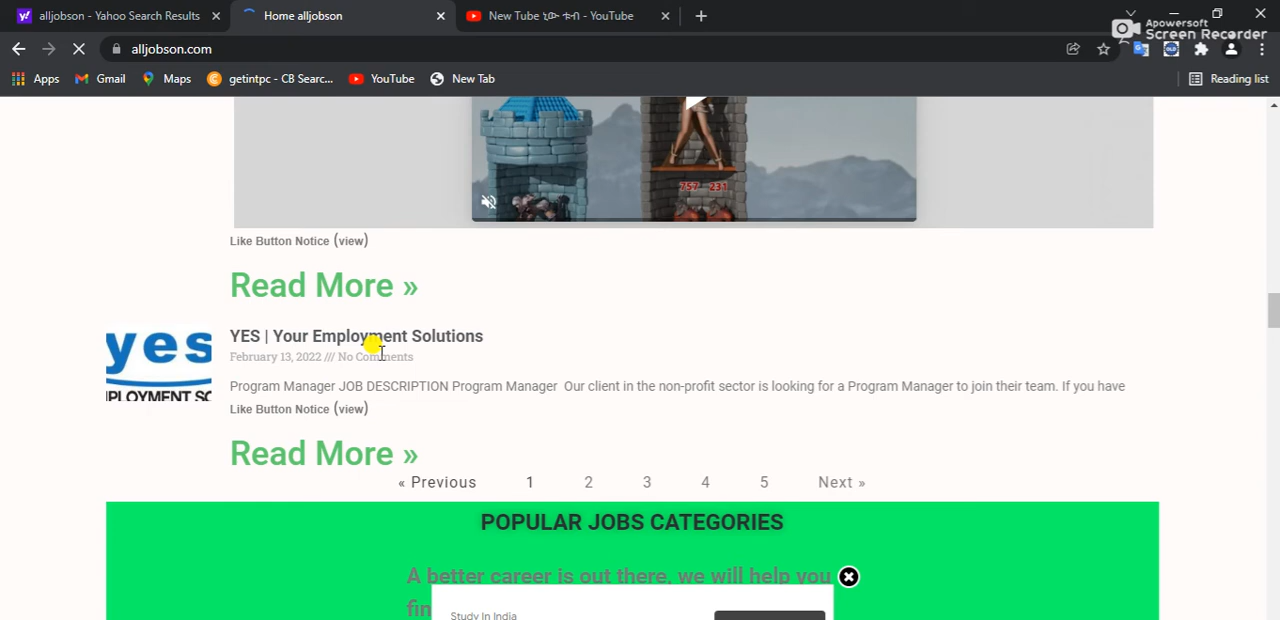 alljobson - Yahoo Search Results
Home alljobson
New Tube
- YouTube
Apowersoft
Screen Recorder
alljobson.com
Apps
Gmail
Maps
getintpc - CB Searc...
YouTube
New Tab
Reading list
757 231
Like Button Notice (view)
Read More »
YES | Your Employment Solutions
February 13, 2022 /// No Comments
yes
MPLOYMENT SO
Program Manager JOB DESCRIPTION Program Manager Our client in the non-profit sector is looking for a Program Manager to join their team. If you have
Like Button Notice (view)
Read More »
« Previous 1 2 3 4 5 Next »
POPULAR JOBS CATEGORIES
A better career is out there, we will help you
Study In India